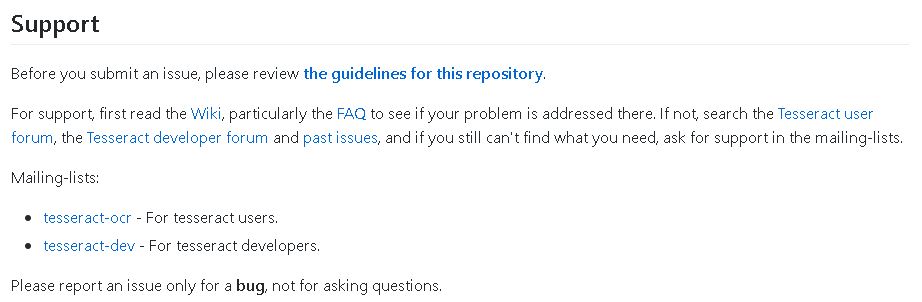 Support
Before you submit an issue, please review the guidelines for this repository.
For support, first read the Wiki, particularly the FAQ to see if your problem is addressed there. If not, search the Tesseract user
forum, the Tesseract developer forum and past issues, and if you still can't find what you need, ask for support in the mailing-lists.
Mailing-lists:
• tesseract-ocr - For tesseract users.
• tesseract-dev - For tesseract developers.
Please report an issue only for a bug, not for asking questions.